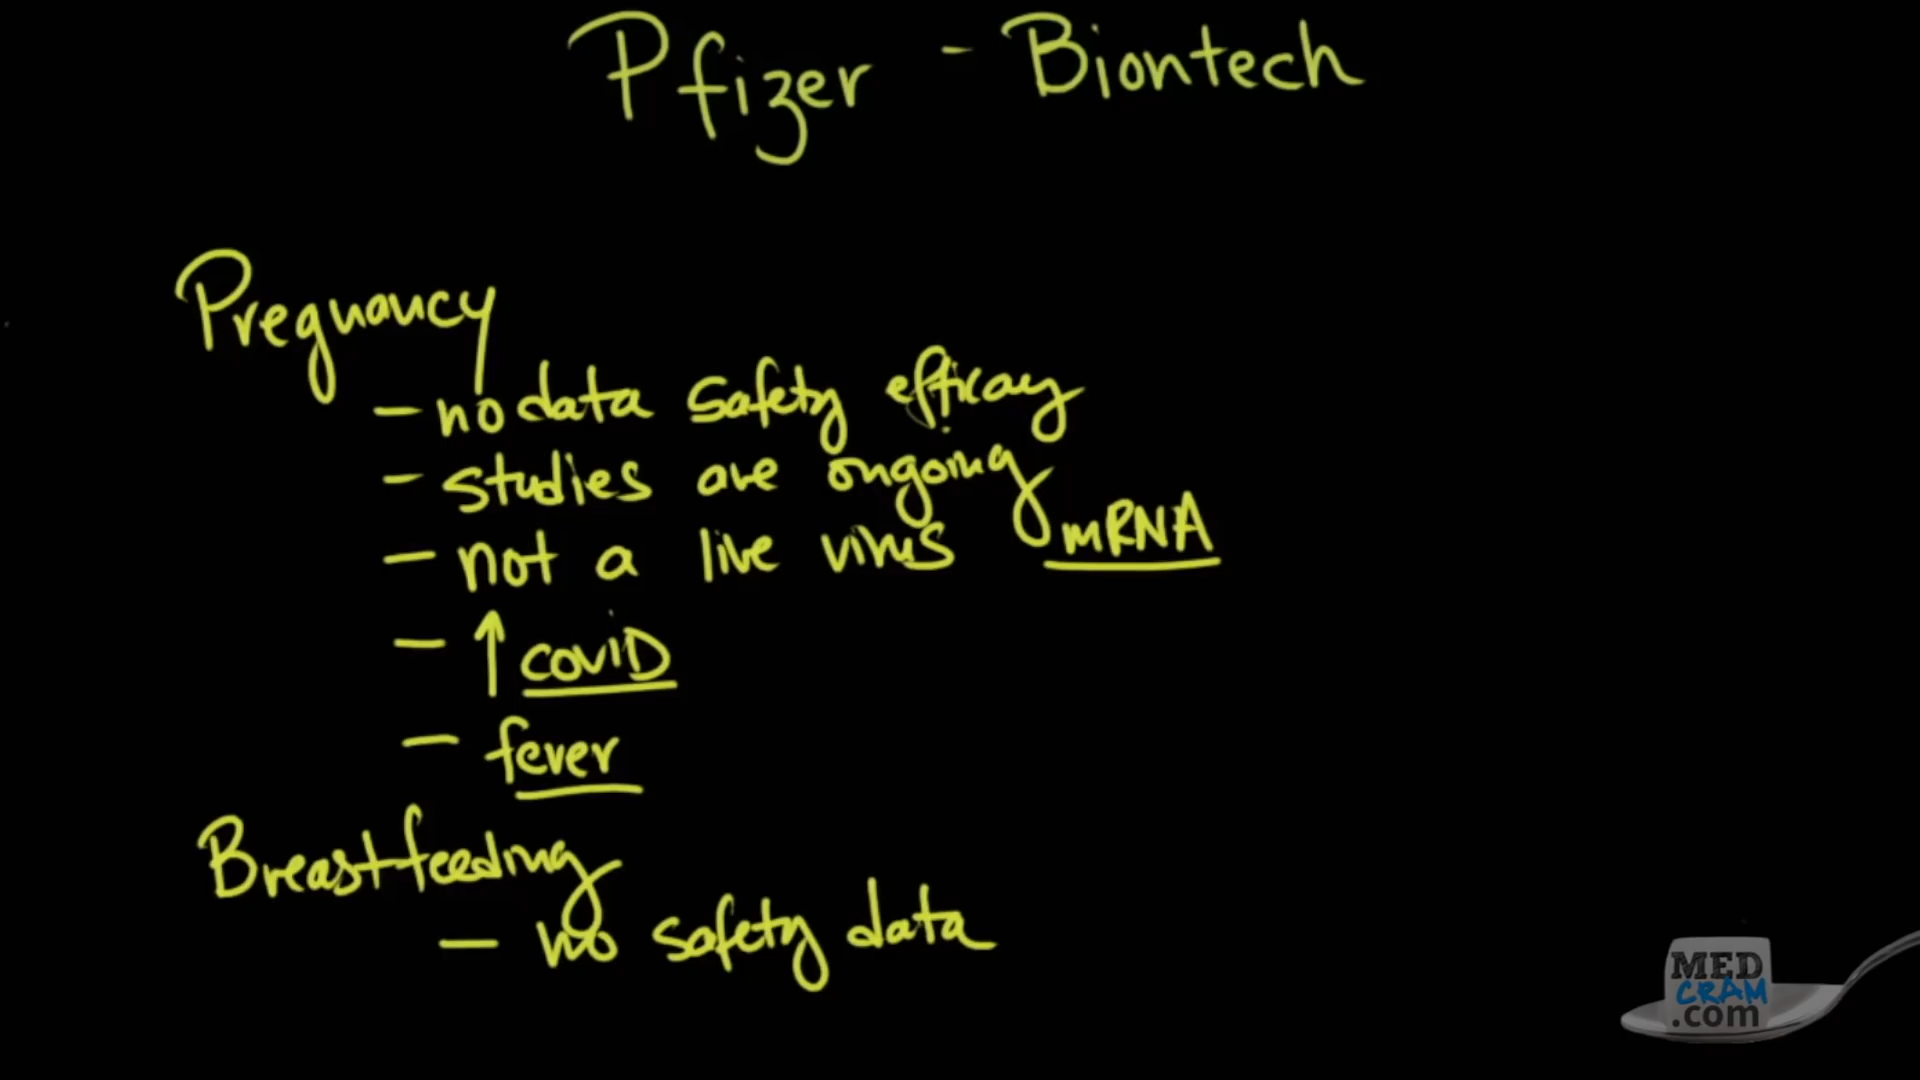 Pfizer - Biontech
Pregnancy
- no data safety efficay
- studies are ongoing
- not a live virus mRNA
- ↑ COVID
- fever
Breastfeeding
- no safety data
MED
CRAM
.com